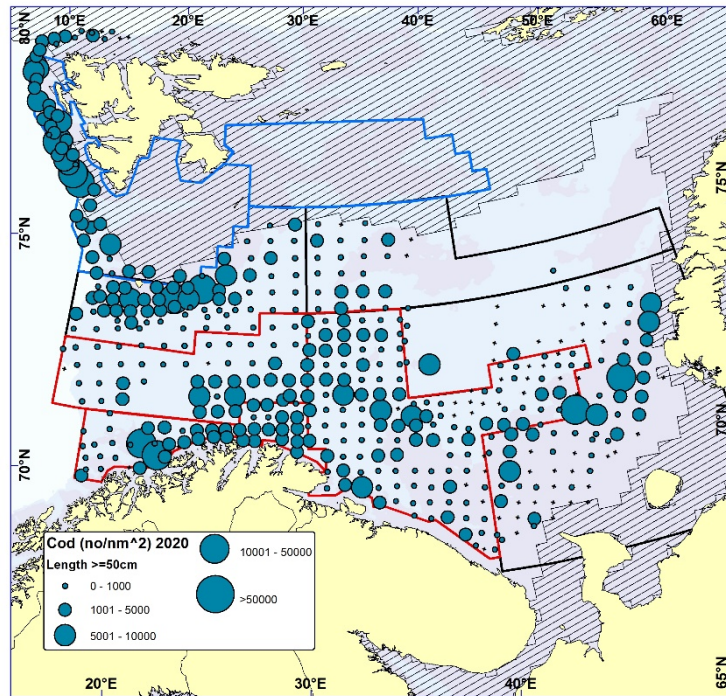 10°E 20°E 30°E 40°E 50°E 60°E
80°N
80°N
75°N
75°N
70°N
70°N
65°N
Cod (no/nm^2) 2020
Length >=50cm
0 - 1000
1001 - 5000
5001 - 10000
10001 - 50000
>50000
20°E 30°E 40°E